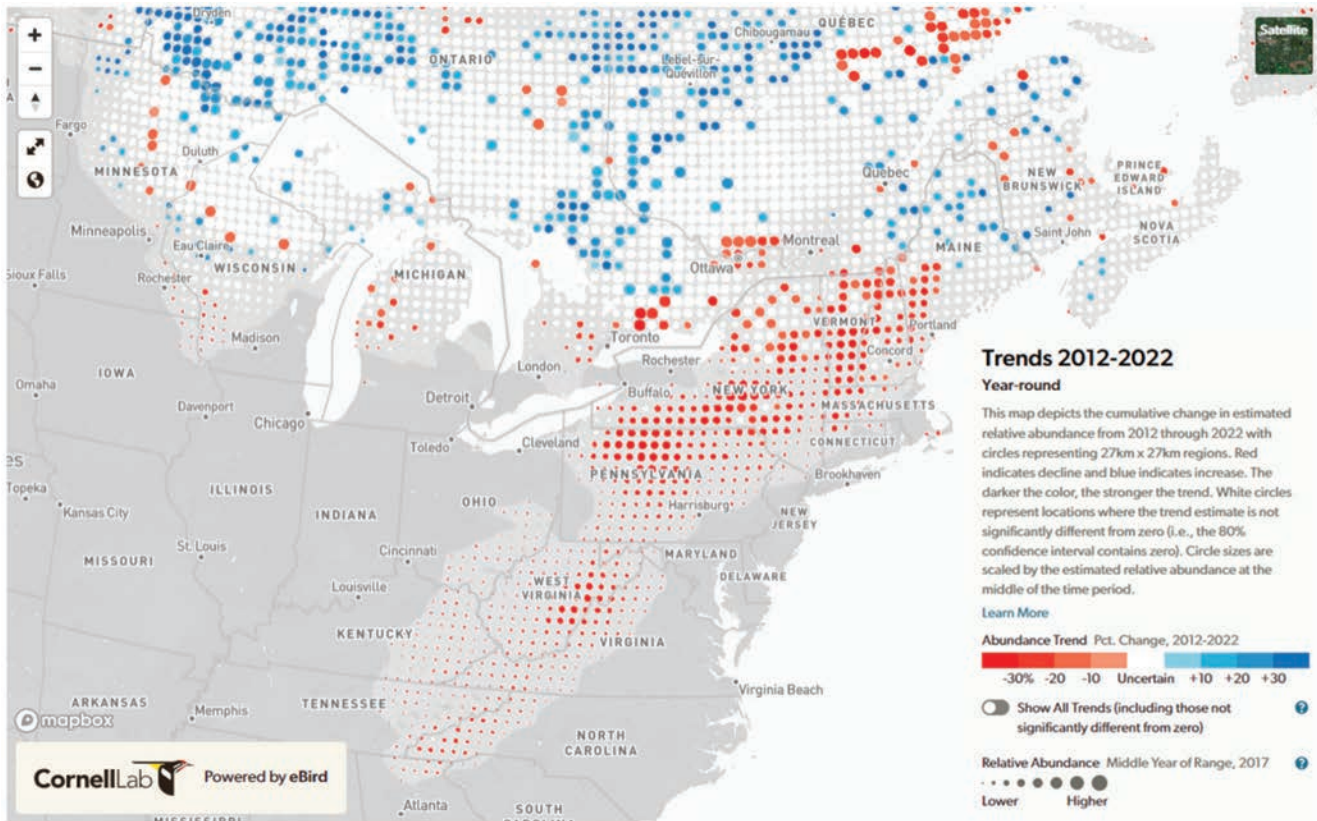 Dryden
QUÉBEC
Chibougamau
Satellite
ONTARIO
Lebel-sur-
Quévillon
Fargo
Duluth
MINNESOTA
Québec
NEW
BRUNSWICK
PRINCE
EDWARD
ISLAND
Minneapolis
Eau Claire
WISCONSIN
Montreal
MAINE
Saint John
NOVA
SCOTIA
Sioux Falls
Rochester
MICHIGAN
Ottawa
VERMONT
Portland
Madison
Toronto
Concord
IOWA
London
Rochester
Omaha
Buffalo
NEW YORK
Davenport
Chicago
Detroit
MASSACHUSETTS
Toledo
Cleveland
CONNECTICUT
es
PENNSYLVANIA
Brookhaven
Topeka
ILLINOIS
OHIO
Kansas City
INDIANA
Harrisburg
NEW
JERSEY
MISSOURI
St. Louis
Cincinnati
MARYLAND
DELAWARE
Louisville
WEST
VIRGINIA
KENTUCKY
VIRGINIA
Virginia Beach
ARKANSAS
TENNESSEE
Memphis
NORTH
CAROLINA
mapbox
CornellLab
Powered by eBird
Atlanta
SOUTH
CAROLINA
MISSISSIPPI
Trends 2012-2022
Year-round
This map depicts the cumulative change in estimated
relative abundance from 2012 through 2022 with
circles representing 27km x 27km regions. Red
indicates decline and blue indicates increase. The
darker the color, the stronger the trend. White circles
represent locations where the trend estimate is not
significantly different from zero (i.e., the 80%
confidence interval contains zero). Circle sizes are
scaled by the estimated relative abundance at the
middle of the time period.
Learn More
Abundance Trend Pct. Change, 2012-2022
-30% -20 -10 Uncertain +10 +20 +30
Show All Trends (including those not
significantly different from zero)
?
Relative Abundance Middle Year of Range, 2017
?
Lower Higher